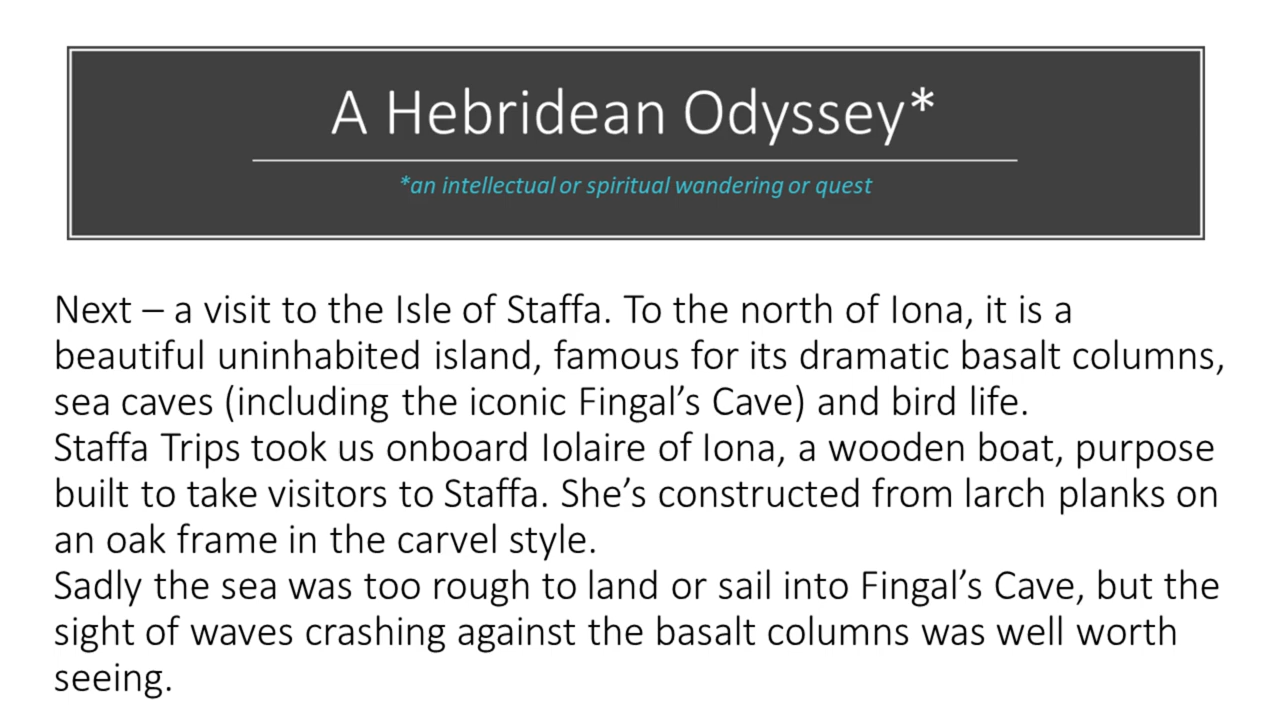 A Hebridean Odyssey*
*an intellectual or spiritual wandering or quest
Next – a visit to the Isle of Staffa. To the north of Iona, it is a
beautiful uninhabited island, famous for its dramatic basalt columns,
sea caves (including the iconic Fingal’s Cave) and bird life.
Staffa Trips took us onboard Iolaire of Iona, a wooden boat, purpose
built to take visitors to Staffa. She’s constructed from larch planks on
an oak frame in the carvel style.
Sadly the sea was too rough to land or sail into Fingal’s Cave, but the
sight of waves crashing against the basalt columns was well worth
seeing.